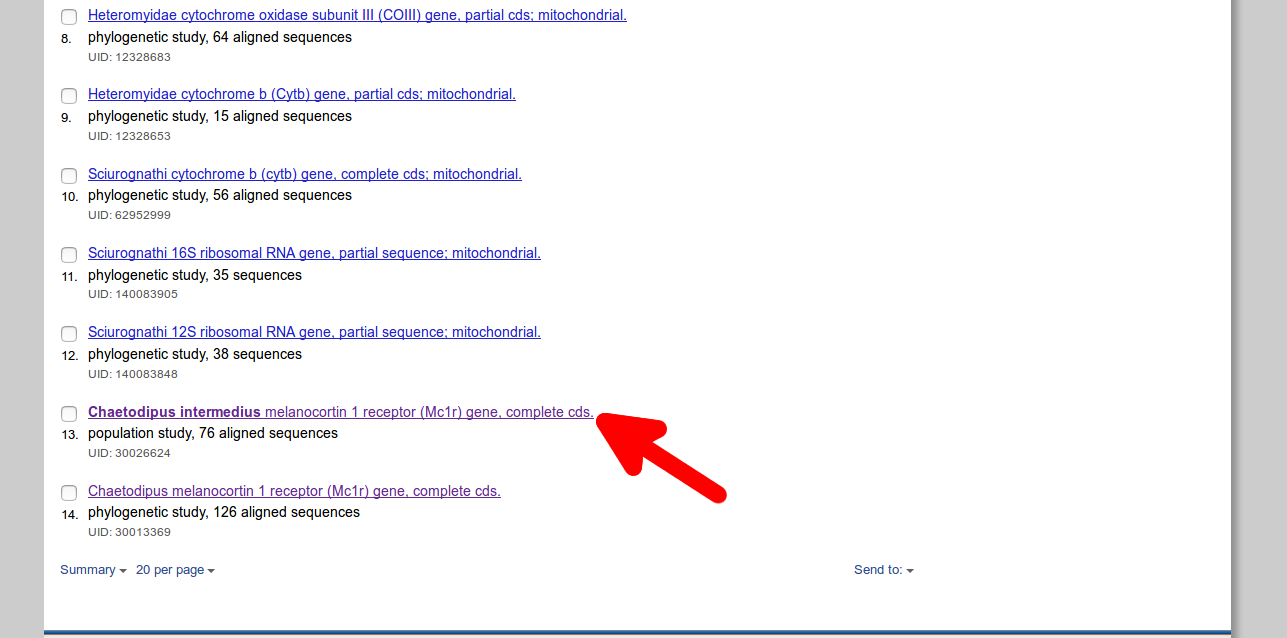 Heteromyidae cytochrome oxidase subunit III (COIII) gene, partial cds; mitochondrial.
8. phylogenetic study, 64 aligned sequences
UID: 12328683
Heteromyidae cytochrome b (Cytb) gene, partial cds; mitochondrial.
9. phylogenetic study, 15 aligned sequences
UID: 12328653
Sciurognathi cytochrome b (cytb) gene, complete cds; mitochondrial.
10. phylogenetic study, 56 aligned sequences
UID: 62952999
Sciurognathi 16S ribosomal RNA gene, partial sequence; mitochondrial.
11. phylogenetic study, 35 sequences
UID: 140083905
Sciurognathi 12S ribosomal RNA gene, partial sequence; mitochondrial.
12. phylogenetic study, 38 sequences
UID: 140083848
Chaetodipus intermedius melanocortin 1 receptor (Mc1r) gene, complete cds.
13. population study, 76 aligned sequences
UID: 30026624
Chaetodipus melanocortin 1 receptor (Mc1r) gene, complete cds.
14. phylogenetic study, 126 aligned sequences
UID: 30013369
Summary 20 per page Send to: